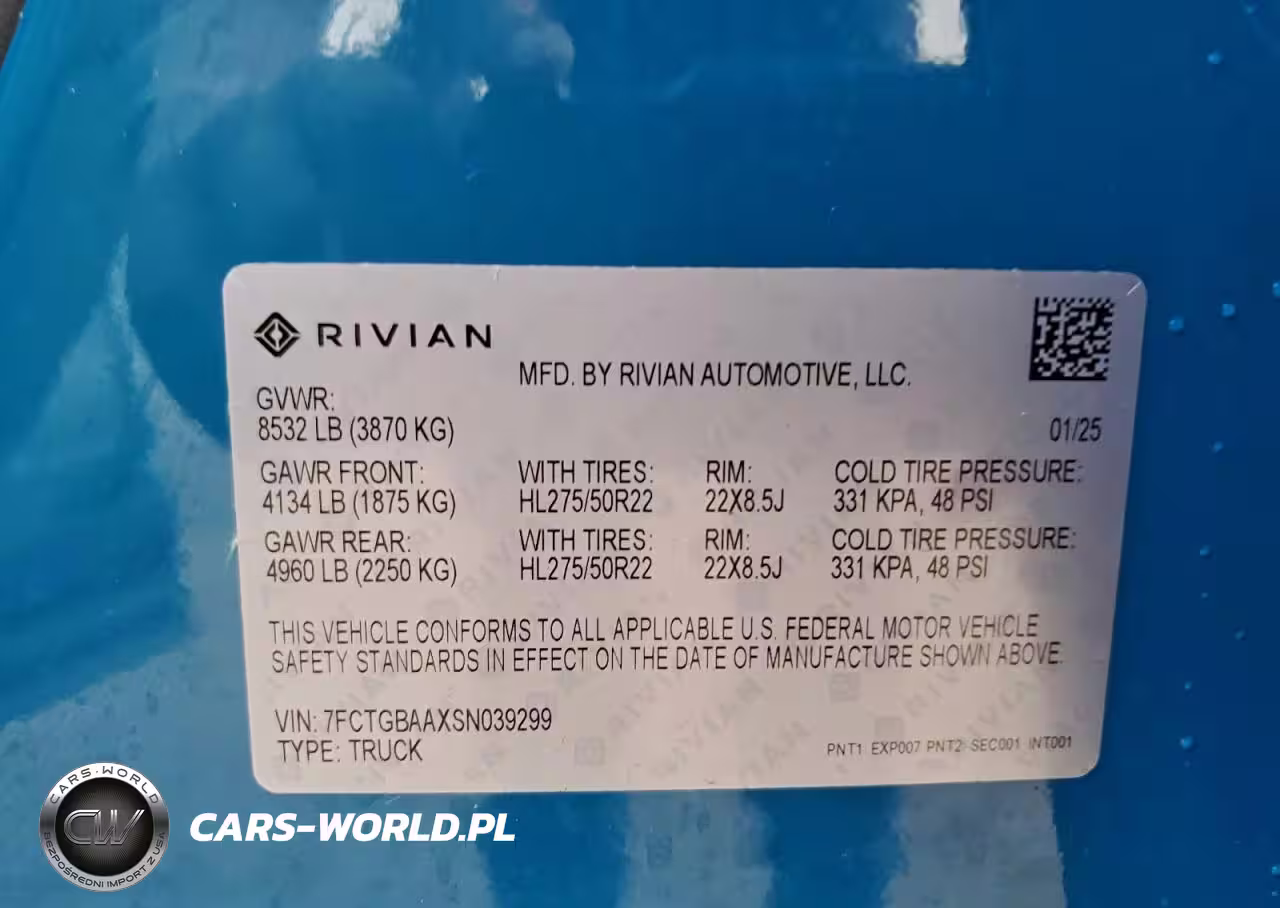 RIVIAN
MFD. BY RIVIAN AUTOMOTIVE, LLC.
GVWR:
8532 LB (3870 KG)
01/25
GAWR FRONT: WITH TIRES: RIM: COLD TIRE PRESSURE:
4134 LB (1875 KG) HL275/50R22 22X8.5J 331 KPA, 48 PSI
GAWR REAR: WITH TIRES: RIM: COLD TIRE PRESSURE:
4960 LB (2250 KG) HL275/50R22 22X8.5J 331 KPA, 48 PSI
THIS VEHICLE CONFORMS TO ALL APPLICABLE U.S. FEDERAL MOTOR VEHICLE
SAFETY STANDARDS IN EFFECT ON THE DATE OF MANUFACTURE SHOWN ABOVE.
VIN: 7FCTGBAAXSN039299
TYPE: TRUCK
PNT1 EXP007 PNT2 SEC001 INT001
CARS-WORLD
CW
BEZPOŚREDNI IMPORT Z USA
CARS-WORLD.PL